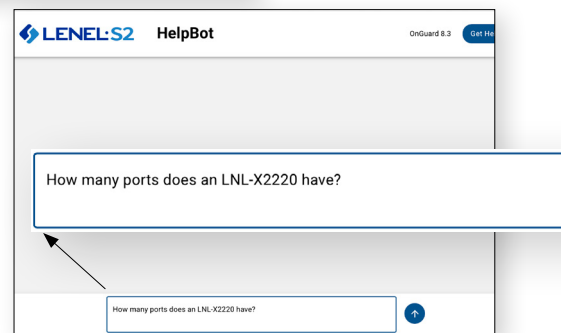 LENEL·S2 HelpBot OnGuard 8.3 Get He
How many ports does an LNL-X2220 have?
How many ports does an LNL-X2220 have?